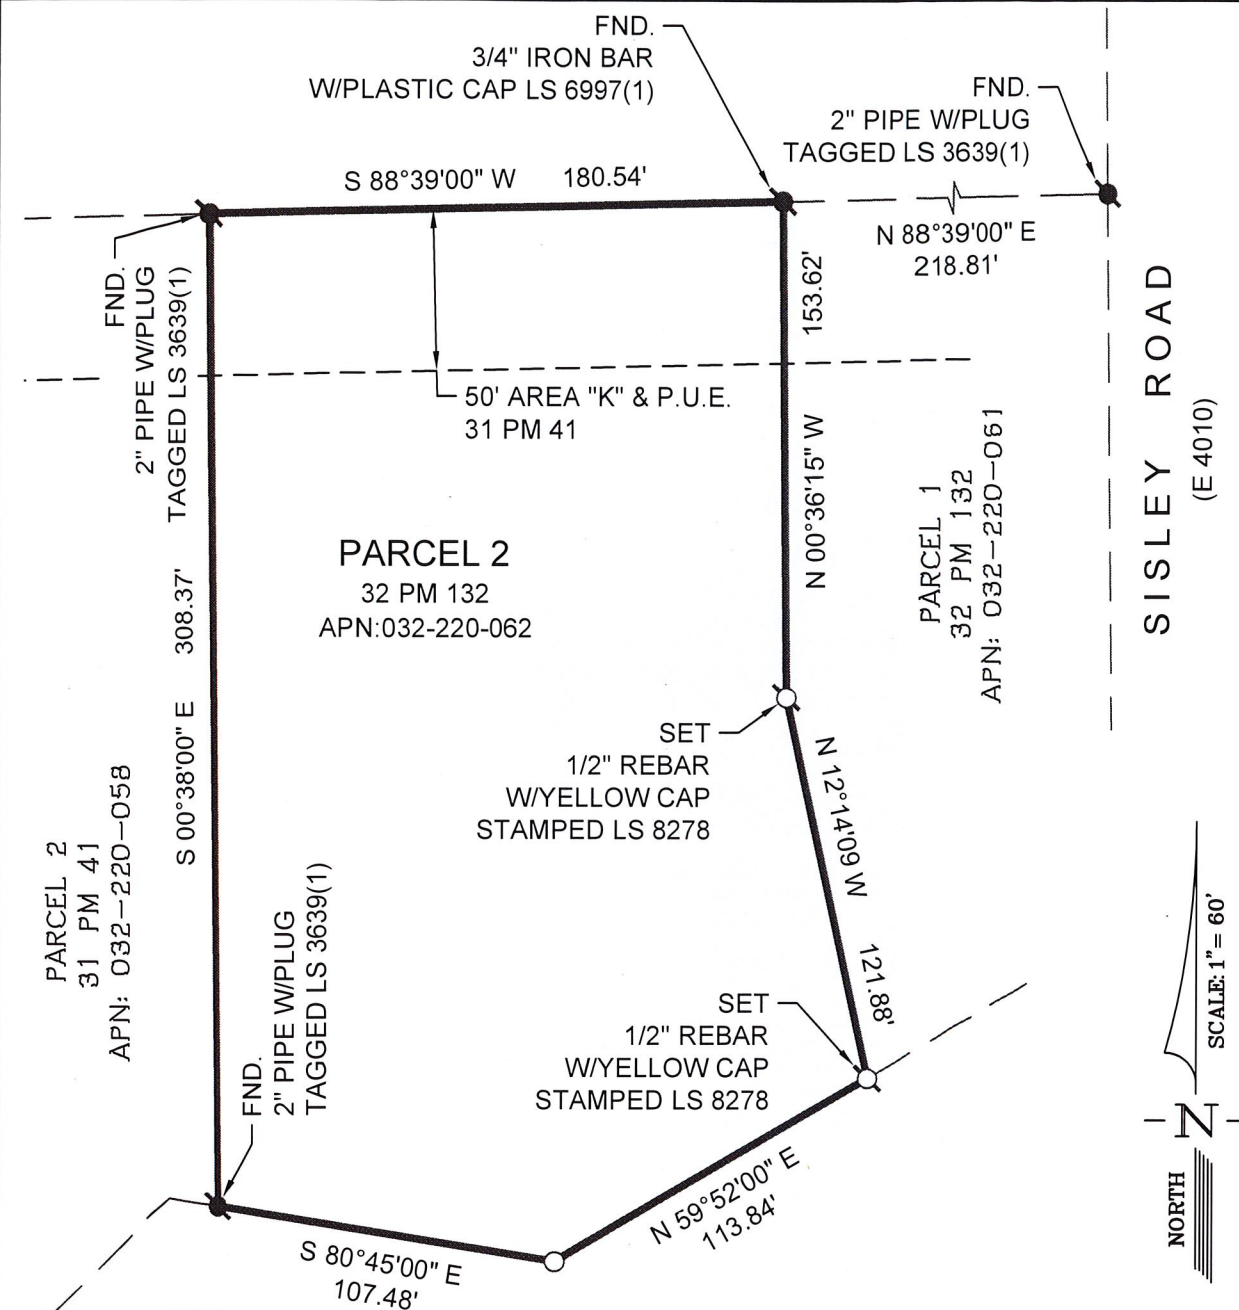 FND.
3/4" IRON BAR
W/PLASTIC CAP LS 6997(1)
FND.
2" PIPE W/PLUG
TAGGED LS 3639(1)
S 88°39'00" W 180.54'
N 88°39'00" E
218.81'
FND.
2" PIPE W/PLUG
TAGGED LS 3639(1)
153.62'
50' AREA "K" & P.U.E.
31 PM 41
N 00°36'15" W
PARCEL 1
32 PM 132
APN: 032-220-061
SISLEY ROAD
(E 4010)
PARCEL 2
32 PM 132
APN:032-220-062
S 00°38'00" E 308.37'
SET
1/2" REBAR
W/YELLOW CAP
STAMPED LS 8278
N 12°14'09 W
121.88'
PARCEL 2
31 PM 41
APN: 032-220-058
FND.
2" PIPE W/PLUG
TAGGED LS 3639(1)
SET
1/2" REBAR
W/YELLOW CAP
STAMPED LS 8278
N 59°52'00" E
113.84'
S 80°45'00" E
107.48'
SCALE: 1"= 60'
N
NORTH